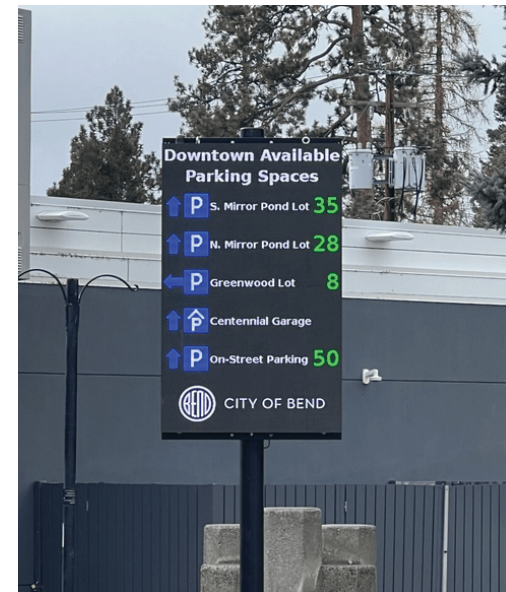 Downtown Available
Parking Spaces
P S. Mirror Pond Lot 35
P N. Mirror Pond Lot 28
P Greenwood Lot 8
P Centennial Garage
P On-Street Parking 50
BEND CITY OF BEND